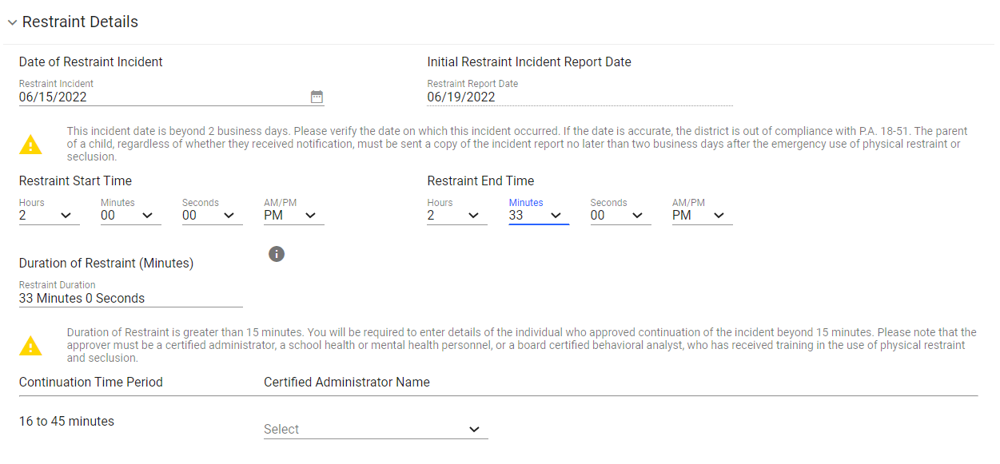 Restraint Details
Date of Restraint Incident
Initial Restraint Incident Report Date
Restraint Incident
Restraint Report Date
06/15/2022
06/19/2022
This incident date is beyond 2 business days. Please verify the date on which this incident occurred. If the date is accurate, the district is out of compliance with P.A. 18-51. The parent
of a child, regardless of whether they received notification, must be sent a copy of the incident report no later than two business days after the emergency use of physical restraint or
seclusion.
Restraint Start Time
Restraint End Time
Hours Minutes Seconds AM/PM
Hours Minutes Seconds AM/PM
2 00 00 PM
2 33 00 PM
Duration of Restraint (Minutes)
Restraint Duration
33 Minutes 0 Seconds
Duration of Restraint is greater than 15 minutes. You will be required to enter details of the individual who approved continuation of the incident beyond 15 minutes. Please note that the
approver must be a certified administrator, a school health or mental health personnel, or a board certified behavioral analyst, who has received training in the use of physical restraint
and seclusion.
Continuation Time Period
Certified Administrator Name
16 to 45 minutes
Select